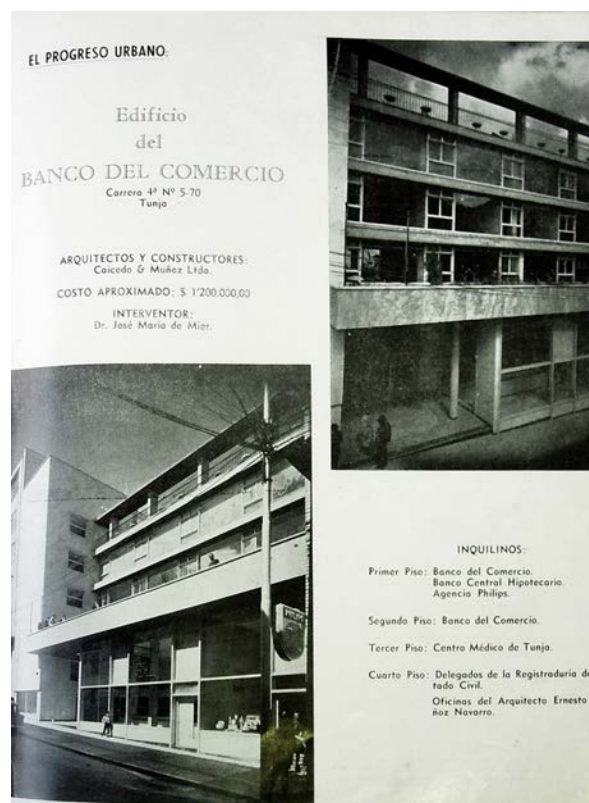 EL PROGRESO URBANO:
Edificio
del
BANCO DEL COMERCIO
Carrera 4ª Nº 5-70
Tunja
ARQUITECTOS Y CONSTRUCTORES:
Caicedo & Muñoz Ltda.
COSTO APROXIMADO: $ 1'200.000,00
INTERVENTOR:
Dr. José María de Mier.
INQUILINOS:
Primer Piso: Banco del Comercio.
Banco Central Hipotecario.
Agencia Philips.
Segundo Piso: Banco del Comercio.
Tercer Piso: Centro Médico de Tunja.
Cuarto Piso: Delegados de la Registraduría de
tado Civil.
Oficinas del Arquitecto Ernesto
ñoz Navarro.